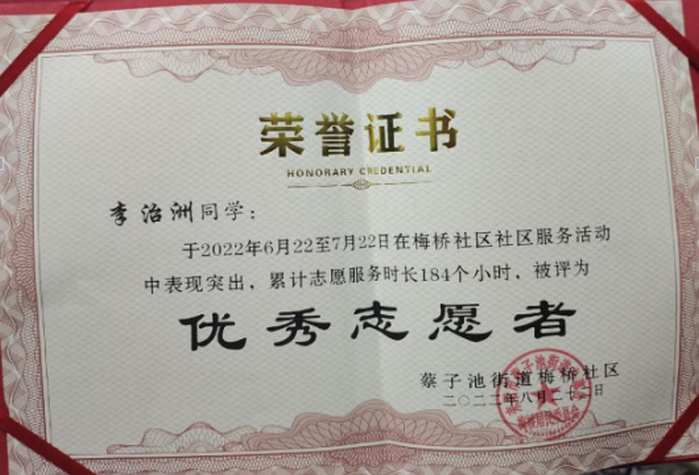 荣誉证书
HONORARY CREDENTIAL
李治洲同学：
于2022年6月22至7月22日在梅桥社区社区服务活动
中表现突出，累计志愿服务时长184个小时，被评为
优秀志愿者
蔡子池街道梅桥社区
二〇二二年八月二十日